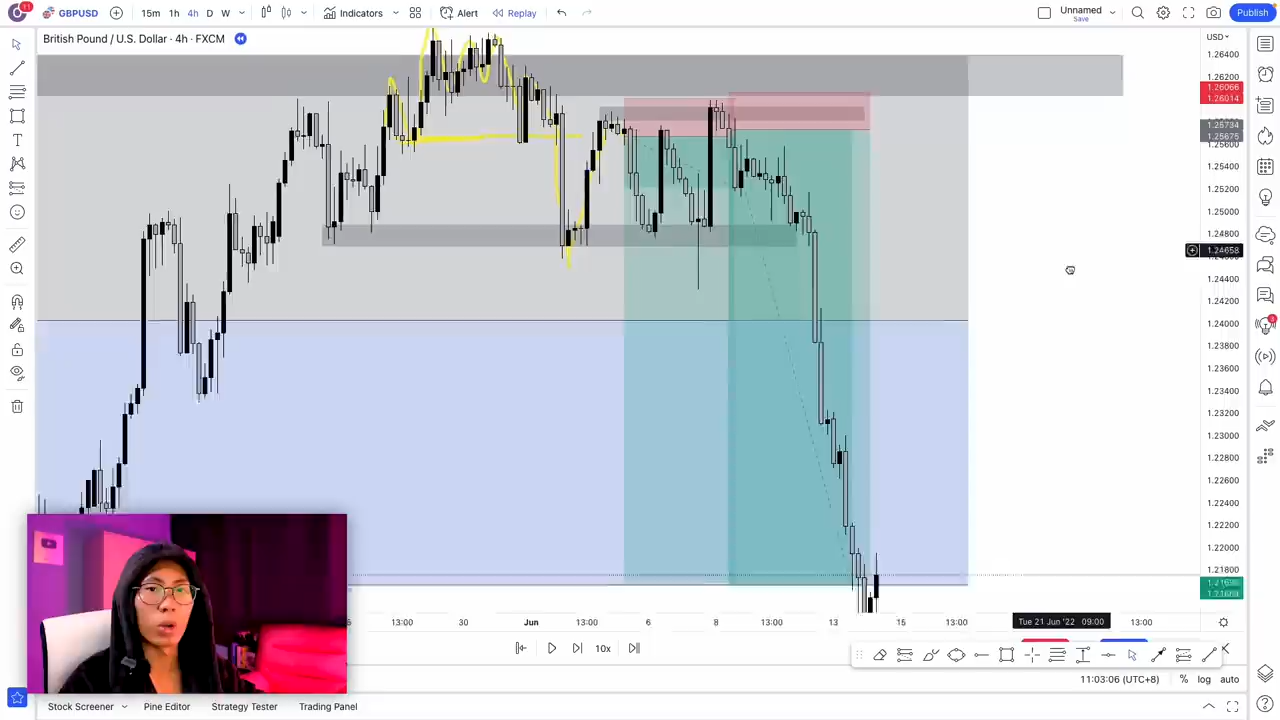 11
GBPUSD
15m 1h 4h D W
Indicators
Alert
Replay
Unnamed
Save
Publish
British Pound / U.S. Dollar · 4h · FXCM
USD
1.26400
1.26200
1.26066
1.26014
1.25734
1.25675
1.25600
1.25400
1.25200
1.25000
1.24800
1.24658
1.24400
1.24200
1.24000
1.23800
1.23600
1.23400
1.23200
1.23000
1.22800
1.22600
1.22400
1.22200
1.22000
1.21800
13:00 30 Jun 13:00 6 8 13:00 13 15 13:00 Tue 21 Jun '22 09:00 13:00
10x
11:03:06 (UTC+8) % log auto
Stock Screener Pine Editor Strategy Tester Trading Panel